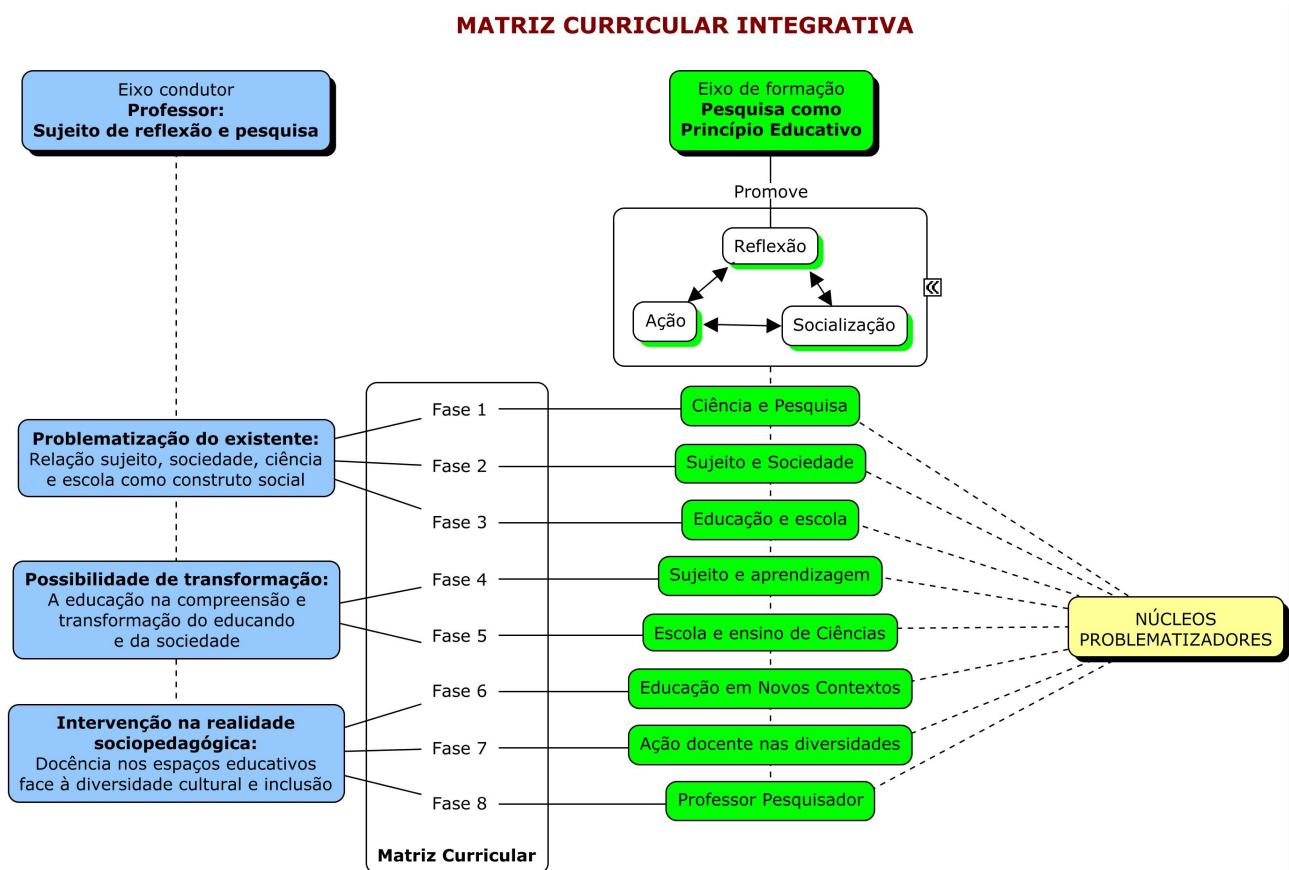 MATRIZ CURRICULAR INTEGRATIVA
Eixo condutor
Professor:
Sujeito de reflexão e pesquisa
Eixo de formação
Pesquisa como
Princípio Educativo
Promove
Reflexão
Ação
Socialização
Problematização do existente:
Relação sujeito, sociedade, ciência
e escola como construto social
Possibilidade de transformação:
A educação na compreensão e
transformação do educando
e da sociedade
Intervenção na realidade
sociopedagógica:
Docência nos espaços educativos
face à diversidade cultural e inclusão
Fase 1
Fase 2
Fase 3
Fase 4
Fase 5
Fase 6
Fase 7
Fase 8
Matriz Curricular
Ciência e Pesquisa
Sujeito e Sociedade
Educação e escola
Sujeito e aprendizagem
Escola e ensino de Ciências
Educação em Novos Contextos
Ação docente nas diversidades
Professor Pesquisador
NÚCLEOS
PROBLEMATIZADORES